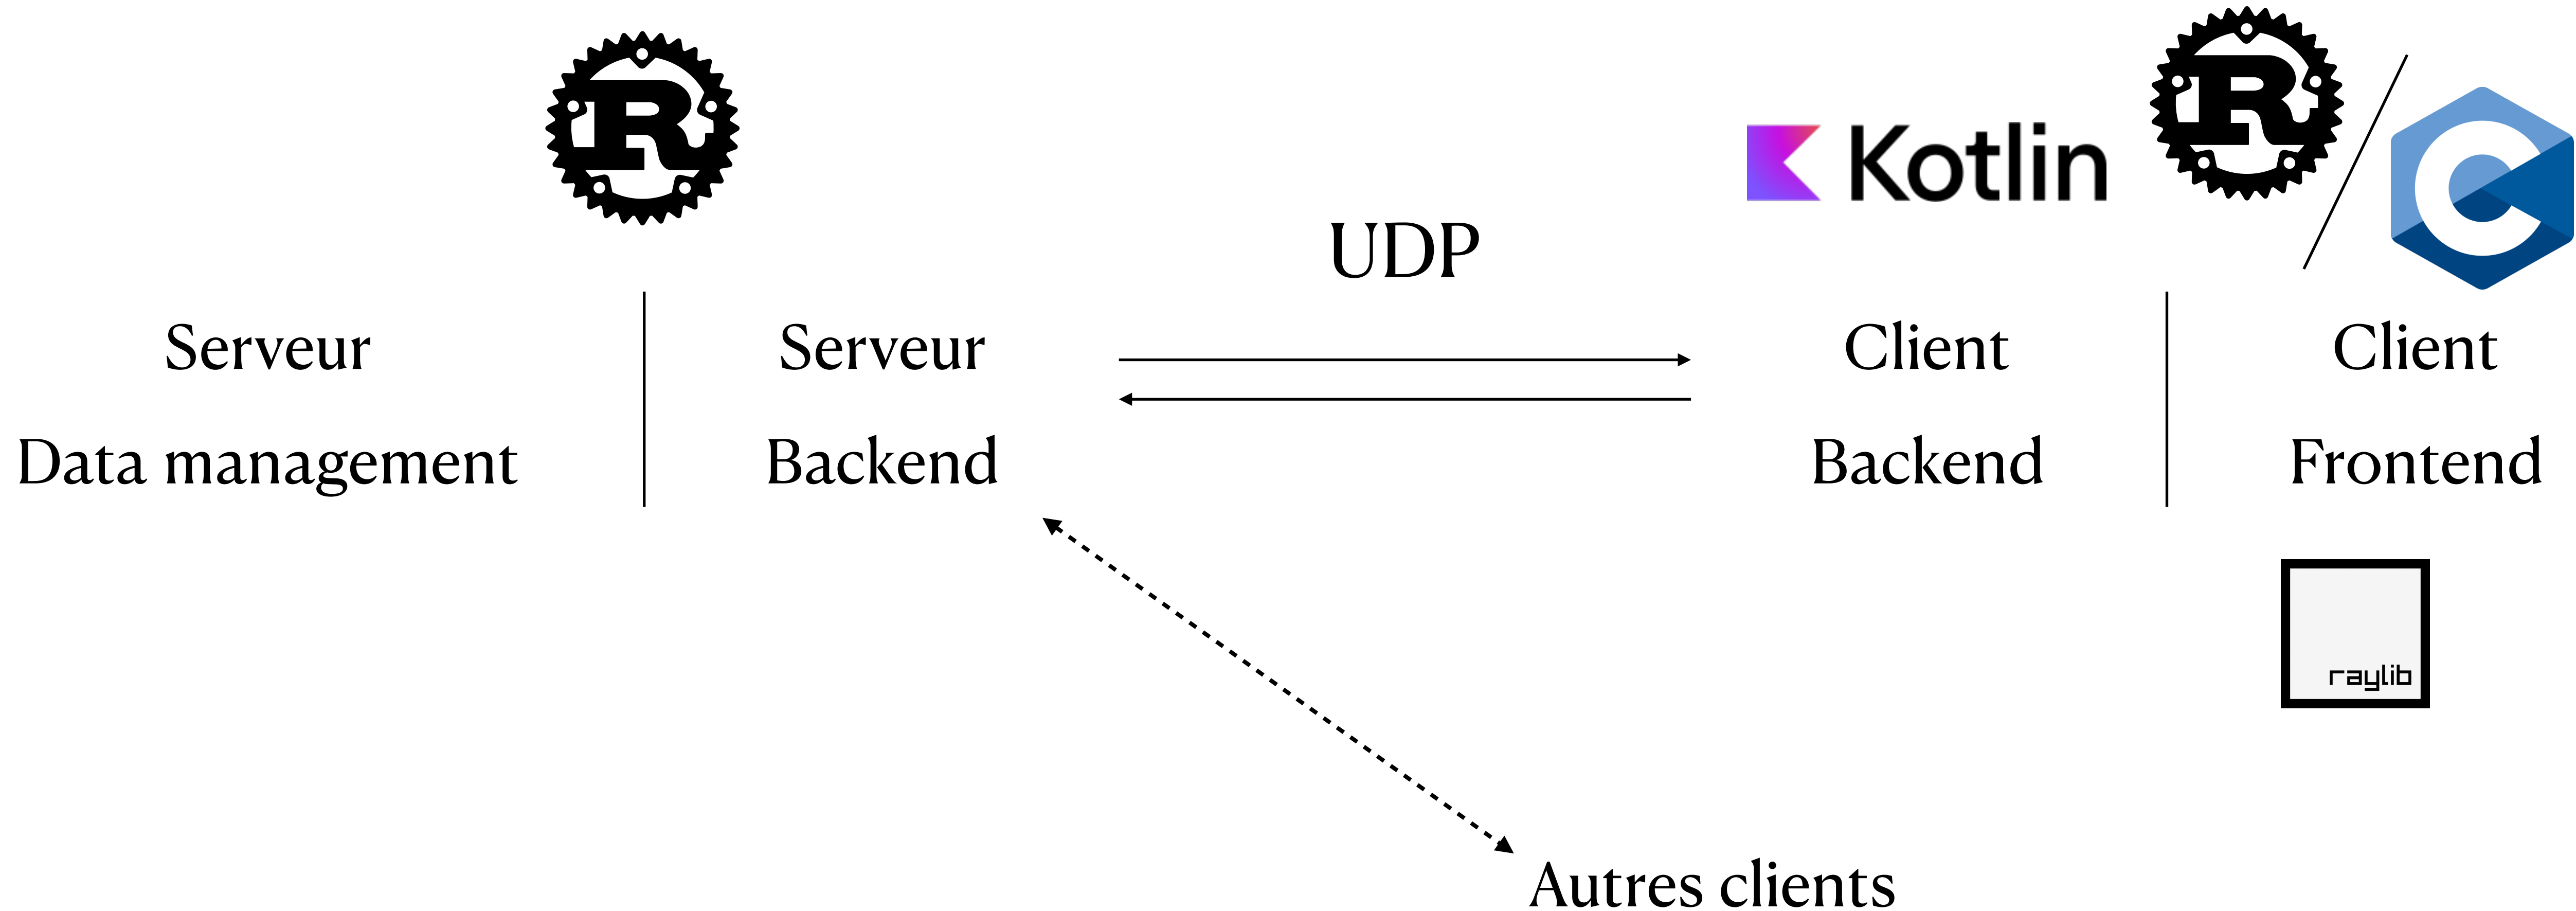 Kotlin
UDP
Serveur
Data management
Serveur
Backend
Client
Backend
Client
Frontend
raylib
Autres clients